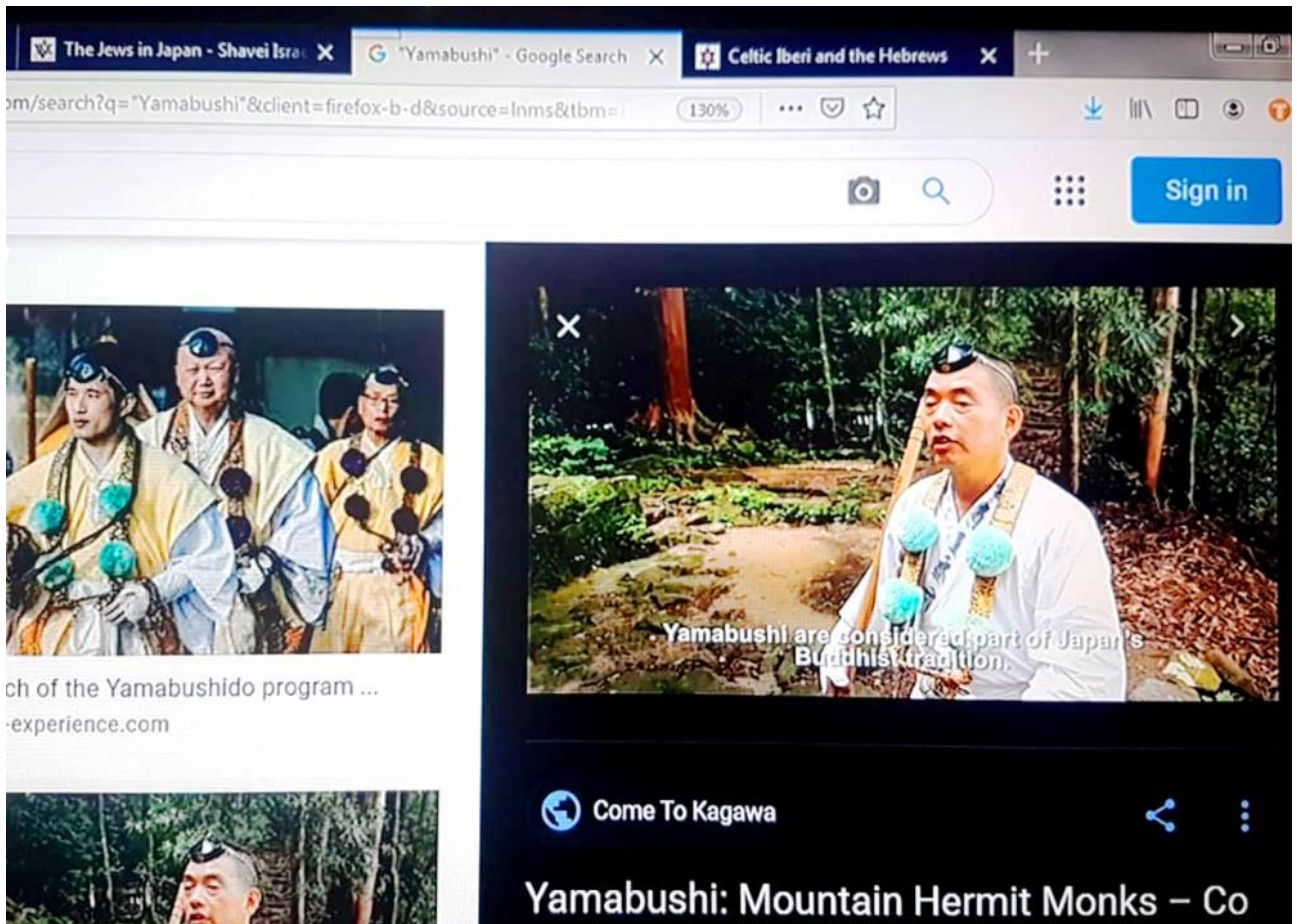 The Jews in Japan - Shavei Isra
"Yamabushi" - Google Search
Celtic Iberi and the Hebrews
om/search?q="Yamabushi"&client=firefox-b-d&source=lnms&tbm=
130%
Sign in
Yamabushi are considered part of Japan's
Buddhist tradition.
ch of the Yamabushido program ...
-experience.com
Come To Kagawa
Yamabushi: Mountain Hermit Monks – Co